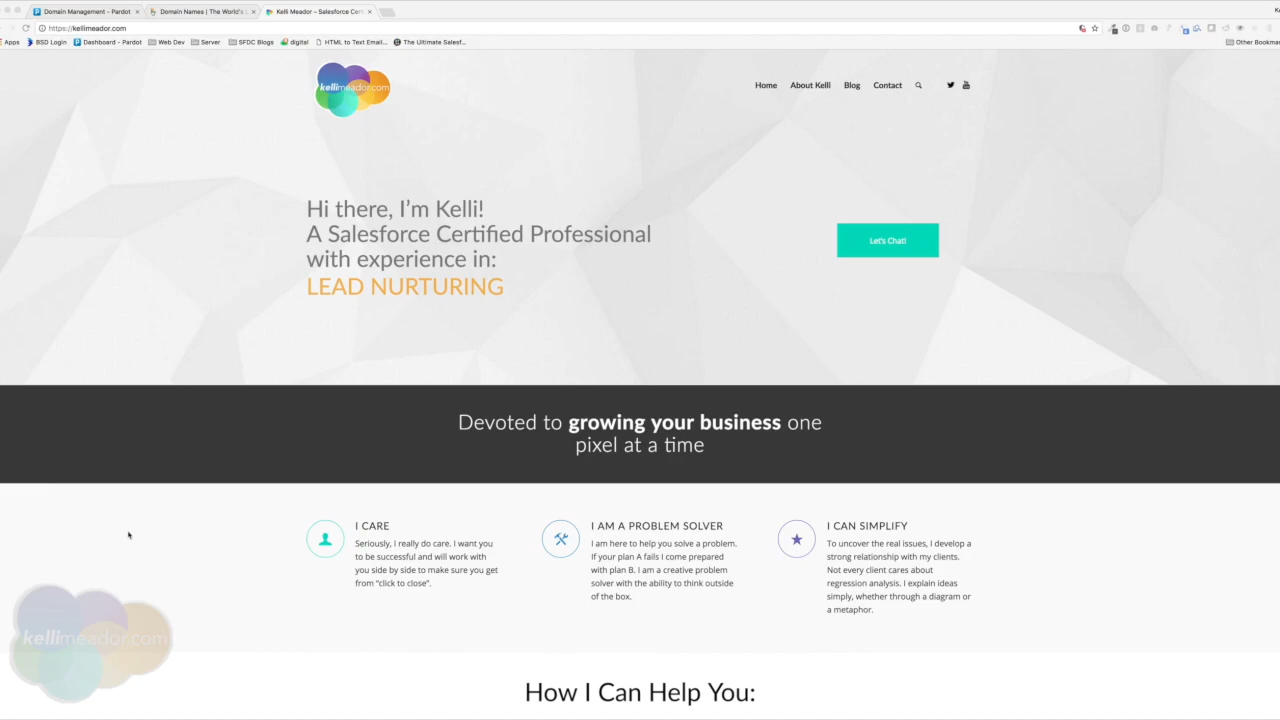 Domain Management - Pardot
Domain Names | The World's
Kelli Meador – Salesforce Cert
https://kellimeador.com
Apps
BSD Login
Dashboard - Pardot
Web Dev
Server
SFDC Blogs
digital
HTML to Text Email...
The Ultimate Salesf...
Other Bookmar
kellimeador.com
Home
About Kelli
Blog
Contact
Hi there, I'm Kelli!
A Salesforce Certified Professional
with experience in:
LEAD NURTURING
Let's Chat!
Devoted to growing your business one
pixel at a time
I CARE
Seriously, I really do care. I want you
to be successful and will work with
you side by side to make sure you get
from "click to close".
I AM A PROBLEM SOLVER
I am here to help you solve a problem.
If your plan A fails I come prepared
with plan B. I am a creative problem
solver with the ability to think outside
of the box.
I CAN SIMPLIFY
To uncover the real issues, I develop a
strong relationship with my clients.
Not every client cares about
regression analysis. I explain ideas
simply, whether through a diagram or
a metaphor.
kellimeador.com
How I Can Help You: